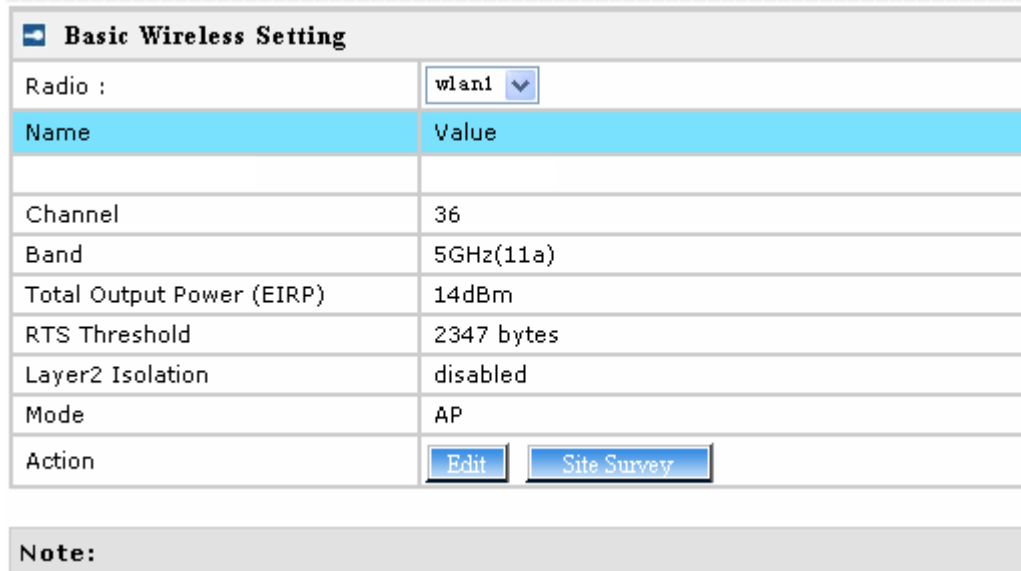 Basic Wireless Setting
Radio : wlan1
Name Value
Channel 36
Band 5GHz(11a)
Total Output Power (EIRP) 14dBm
RTS Threshold 2347 bytes
Layer2 Isolation disabled
Mode AP
Action Edit Site Survey
Note: